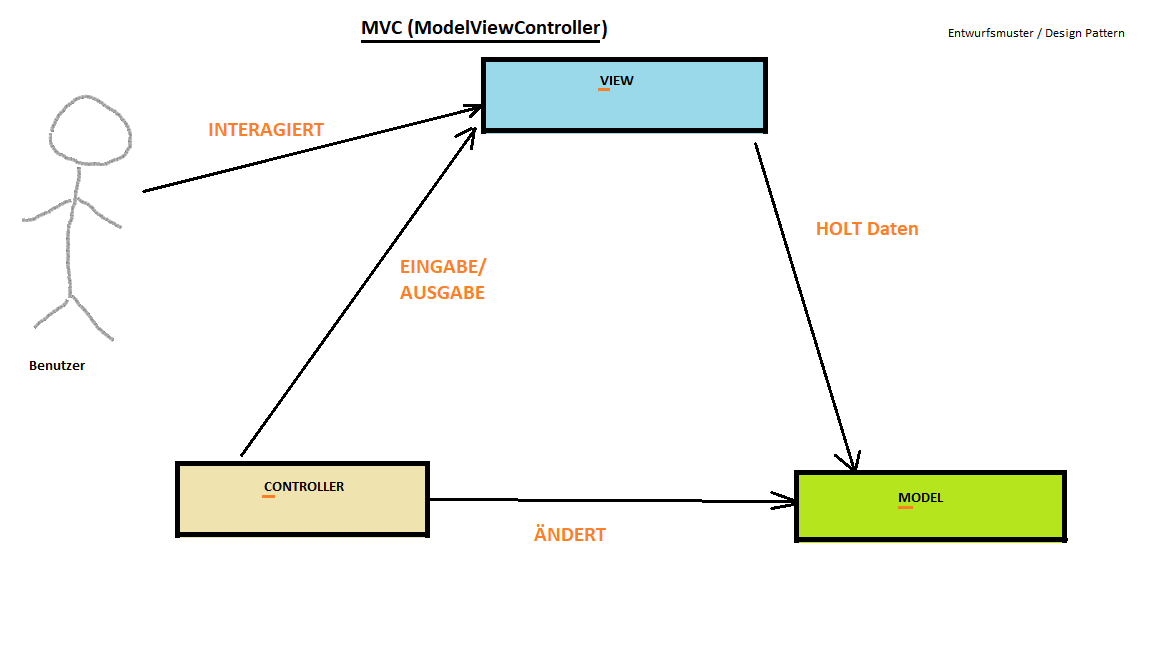 MVC (ModelViewController)
Entwurfsmuster / Design Pattern
VIEW
INTERAGIERT
HOLT Daten
EINGABE/
AUSGABE
Benutzer
CONTROLLER
MODEL
ÄNDERT